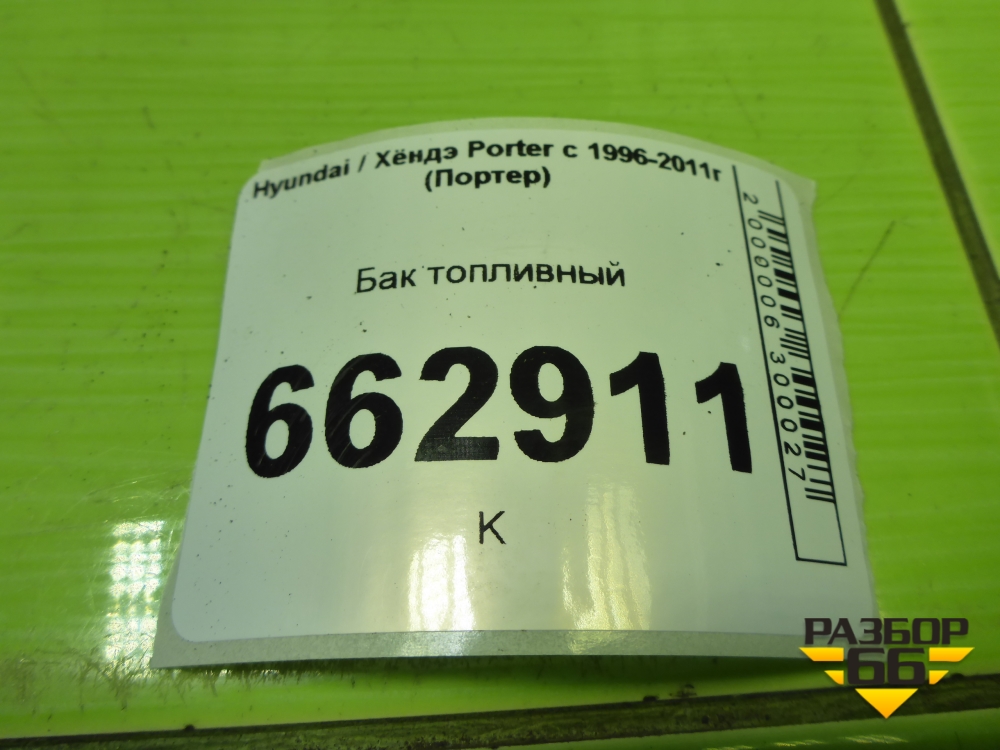 Hyundai / Хёндэ Porter с 1996-2011г
(Портер)
Бак топливный
662911
К
2000006300027
РАЗБОР
66